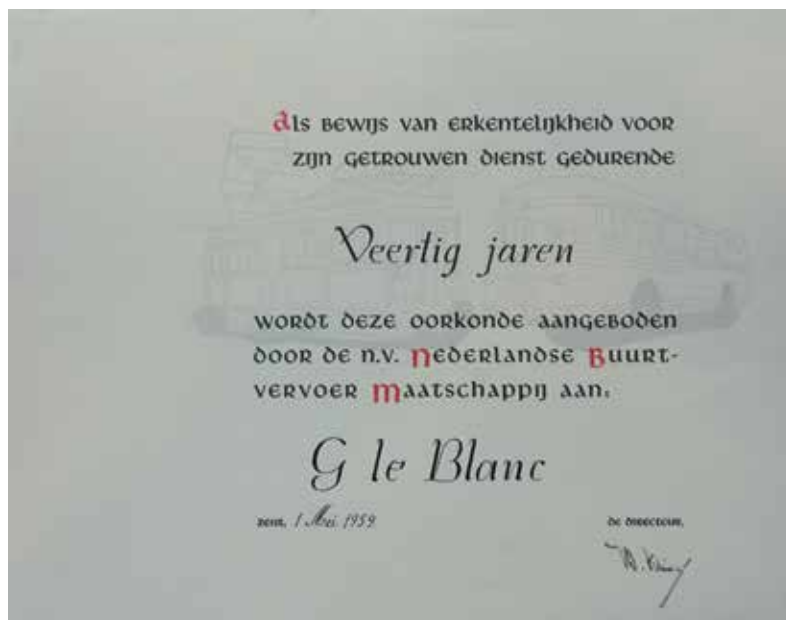 Als bewijs van erkentelijkheid voor
zijn getrouwen dienst gedurende
Veertig jaren
wordt deze oorkonde aangeboden
door de n.v. Nederlandse Buurt-
vervoer Maatschappij aan:
G le Blanc
zeist, 1 Mei 1959
de directeur,